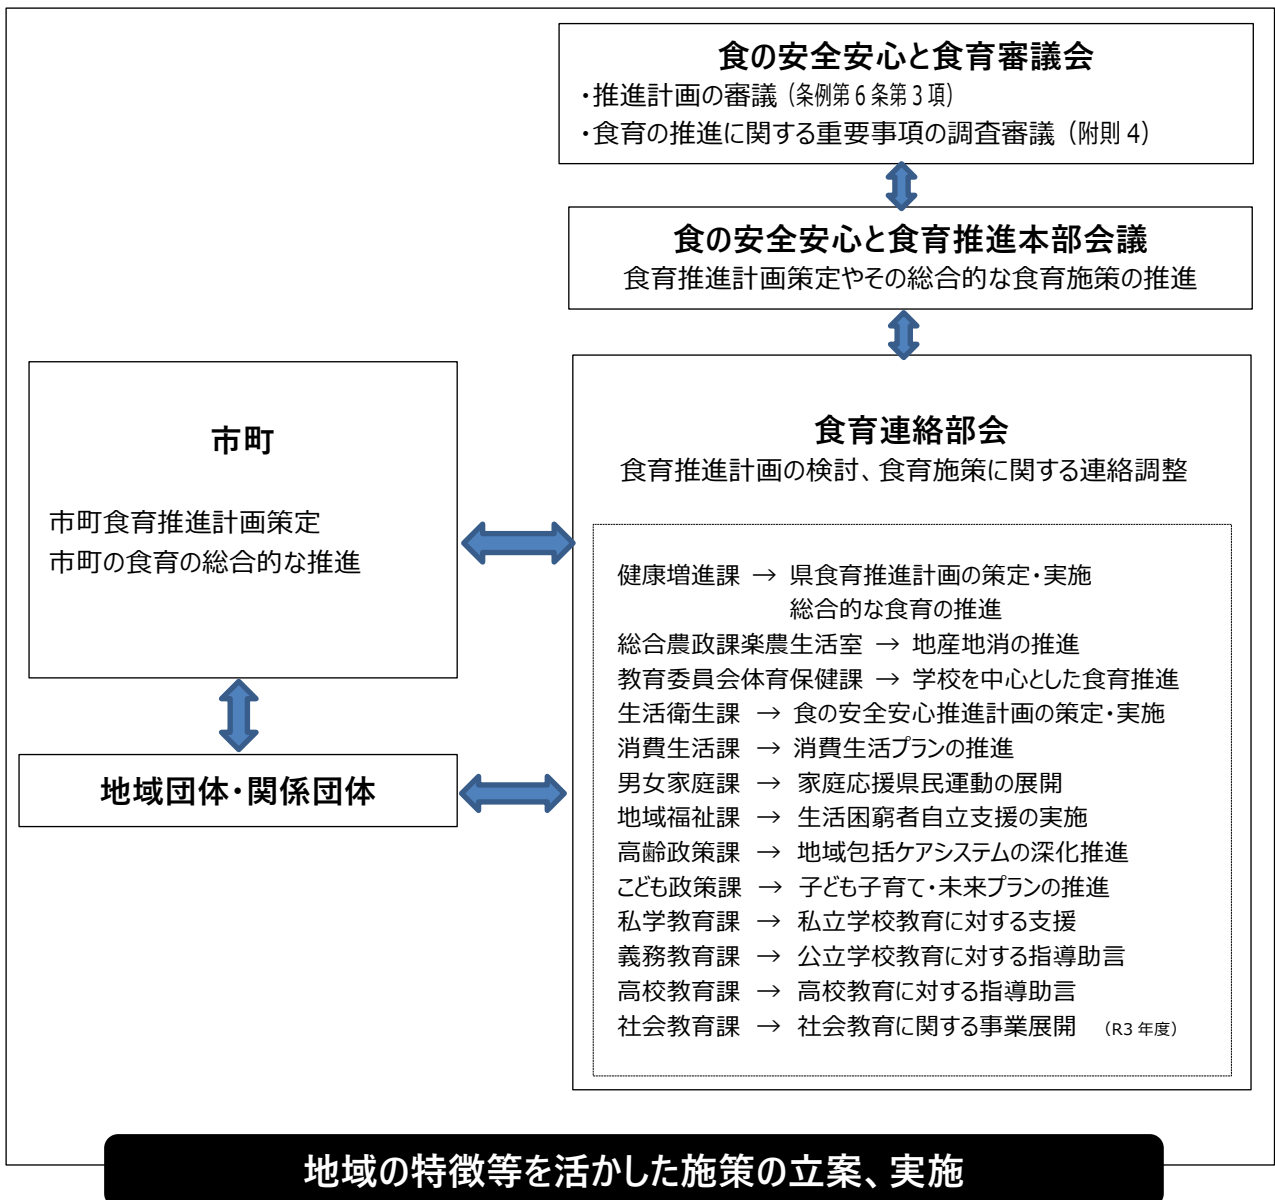 食の安全安心と食育審議会
・推進計画の審議（条例第6条第3項）
・食育の推進に関する重要事項の調査審議（附則4）
食の安全安心と食育推進本部会議
食育推進計画策定やその総合的な食育施策の推進
市町
市町食育推進計画策定
市町の食育の総合的な推進
地域団体・関係団体
食育連絡部会
食育推進計画の検討、食育施策に関する連絡調整
健康増進課 → 県食育推進計画の策定・実施
総合的な食育の推進
総合農政課楽農生活室 → 地産地消の推進
教育委員会体育保健課 → 学校を中心とした食育推進
生活衛生課 → 食の安全安心推進計画の策定・実施
消費生活課 → 消費生活プランの推進
男女家庭課 → 家庭応援県民運動の展開
地域福祉課 → 生活困窮者自立支援の実施
高齢政策課 → 地域包括ケアシステムの深化推進
こども政策課 → 子ども子育て・未来プランの推進
私学教育課 → 私立学校教育に対する支援
義務教育課 → 公立学校教育に対する指導助言
高校教育課 → 高校教育に対する指導助言
社会教育課 → 社会教育に関する事業展開 （R3年度）
地域の特徴等を活かした施策の立案、実施